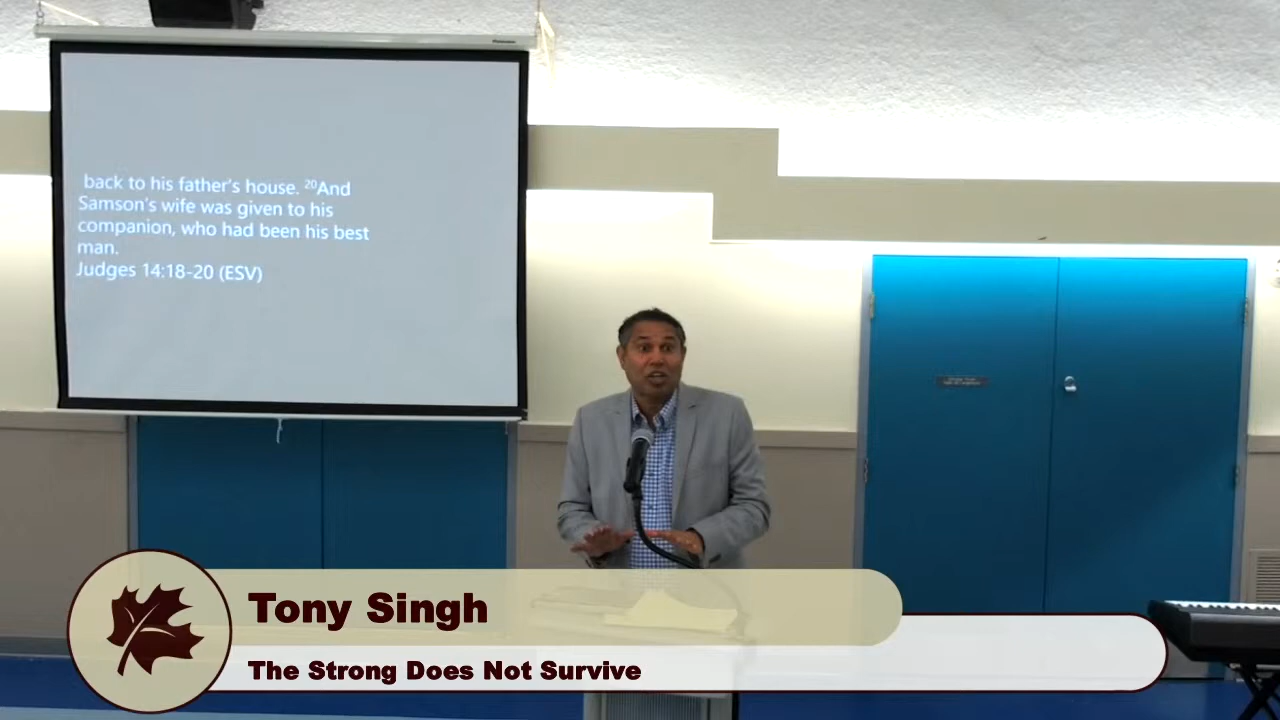 back to his father's house. ²⁰And
Samson's wife was given to his
companion, who had been his best
man.
Judges 14:18-20 (ESV)
Tony Singh
The Strong Does Not Survive